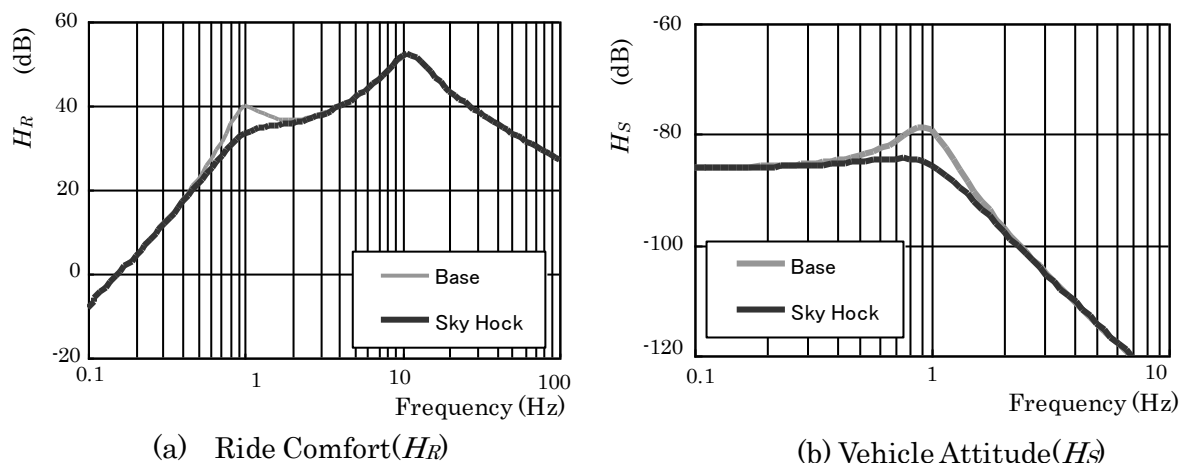 60
40
20
0
-20
(dB)
HR
0.1
1
10
100
Frequency (Hz)
Base
Sky Hock
(a) Ride Comfort(HR)
-60
-80
-100
-120
(dB)
HS
0.1
1
10
Frequency (Hz)
Base
Sky Hock
(b) Vehicle Attitude(HS)